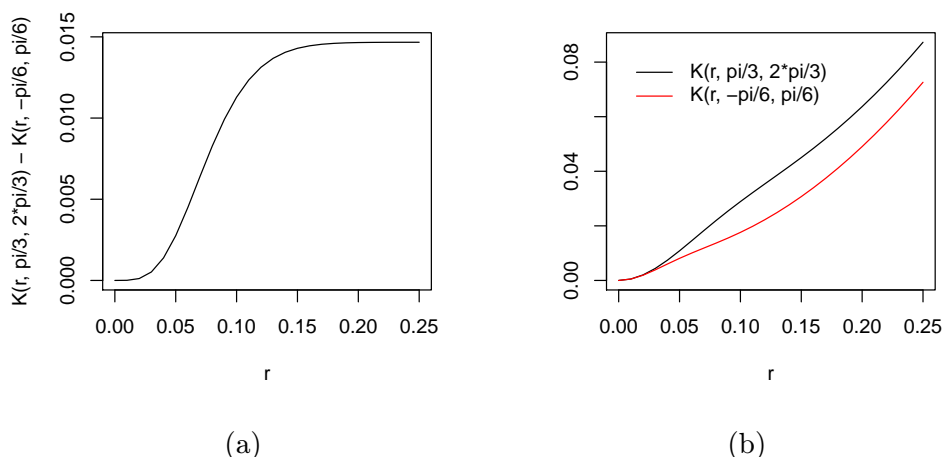 K(r, pi/3, 2*pi/3) − K(r, −pi/6, pi/6)
0.015
0.010
0.005
0.000
0.00 0.05 0.10 0.15 0.20 0.25
r
(a)
0.08
0.04
0.00
K(r, pi/3, 2*pi/3)
K(r, −pi/6, pi/6)
0.00 0.05 0.10 0.15 0.20 0.25
r
(b)